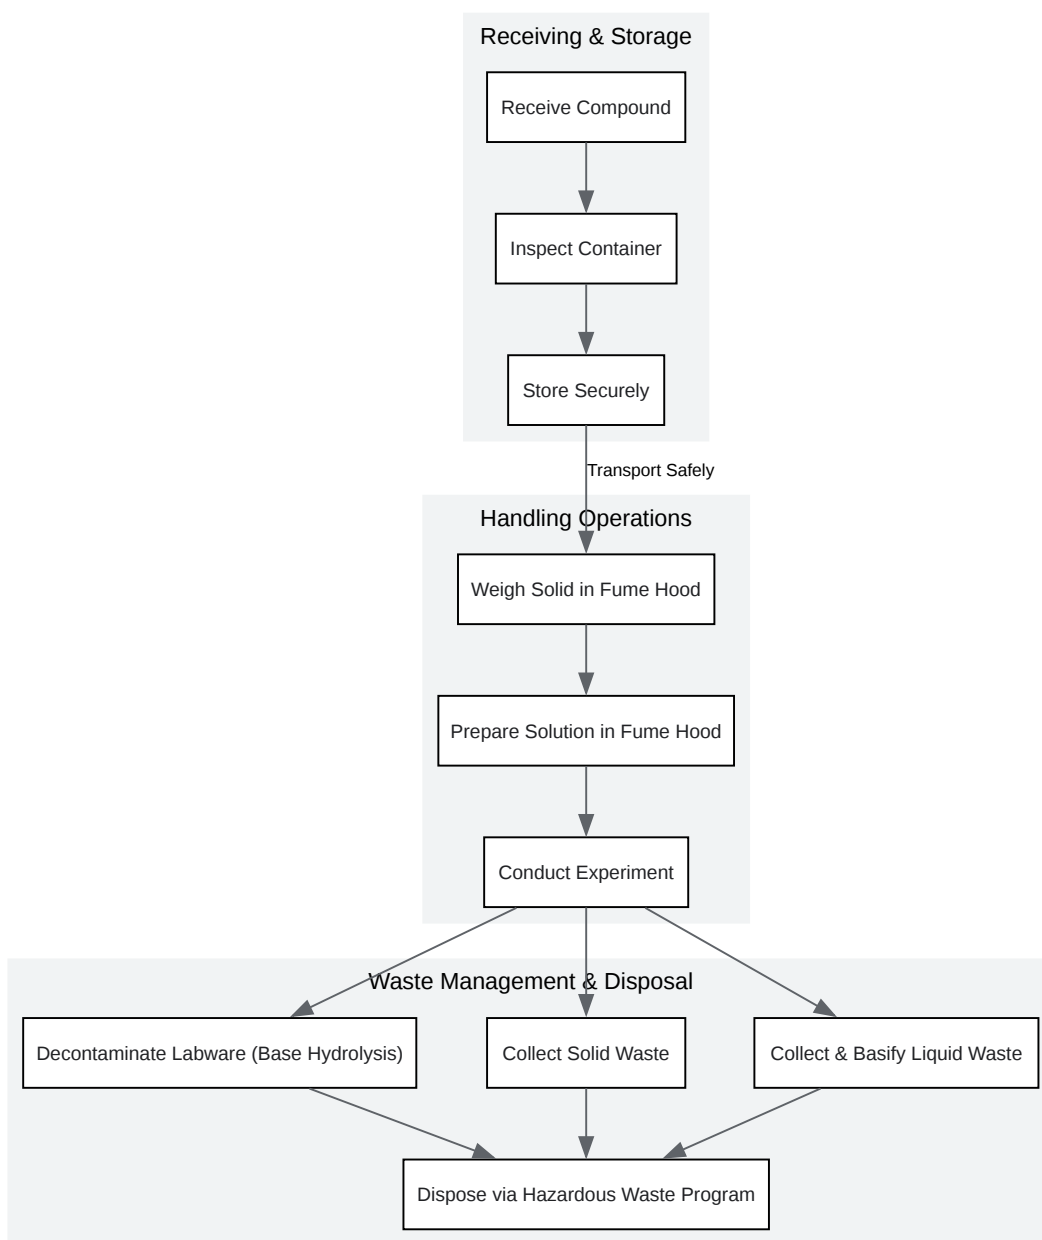 Receiving & Storage
Receive Compound
Inspect Container
Store Securely
Transport Safely
Handling Operations
Weigh Solid in Fume Hood
Prepare Solution in Fume Hood
Conduct Experiment
Waste Management & Disposal
Decontaminate Labware (Base Hydrolysis)
Collect Solid Waste
Collect & Basify Liquid Waste
Dispose via Hazardous Waste Program